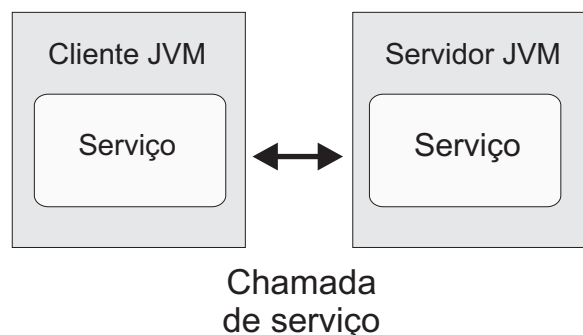 Cliente JVM
Servidor JVM
Serviço
Serviço
Chamada
de serviço